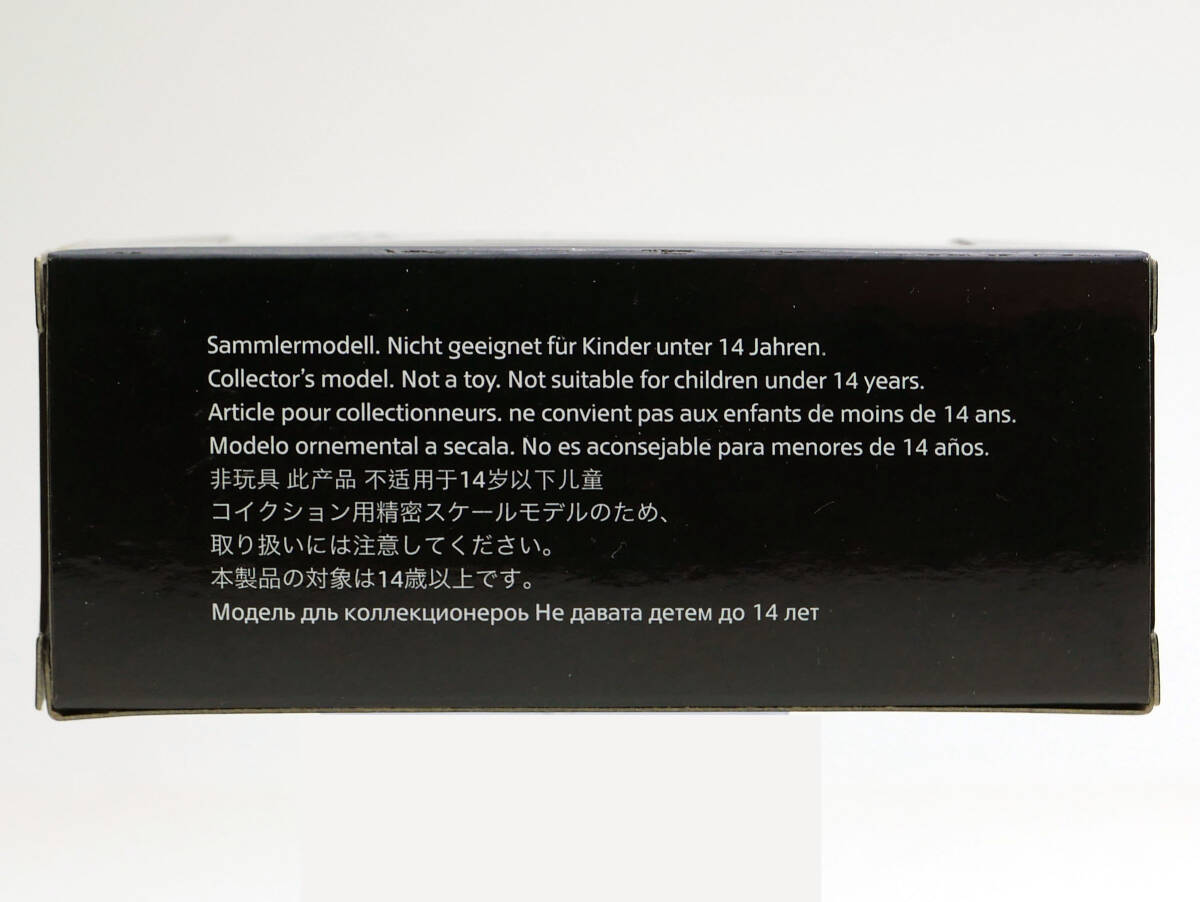 Sammlermodell. Nicht geeignet für Kinder unter 14 Jahren.
Collector's model. Not a toy. Not suitable for children under 14 years.
Article pour collectionneurs. ne convient pas aux enfants de moins de 14 ans.
Modelo ornemental a secala. No es aconsejable para menores de 14 años.
非玩具 此产品 不适用于14岁以下儿童
コイクション用精密スケールモデルのため、
取り扱いには注意してください。
本製品の対象は14歳以上です。
Модель дль коллекционероь Не давата детем до 14 лет